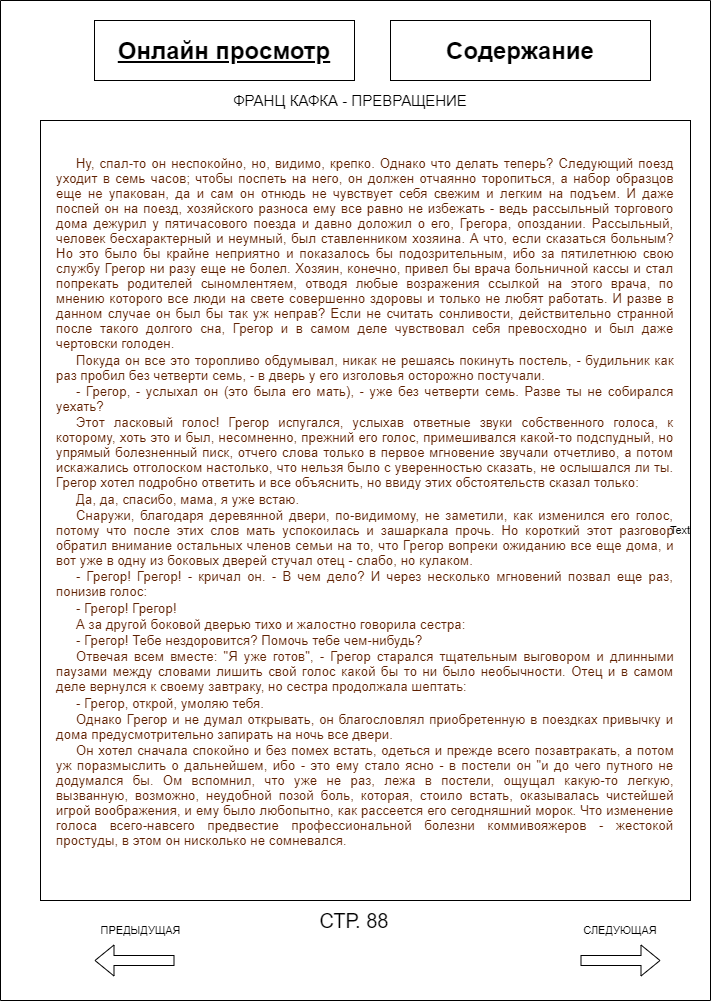 Онлайн просмотр
Содержание
ФРАНЦ КАФКА - ПРЕВРАЩЕНИЕ
Ну, спал-то он неспокойно, но, видимо, крепко. Однако что делать теперь? Следующий поезд
уходит в семь часов; чтобы поспеть на него, он должен отчаянно торопиться, а набор образцов
еще не упакован, да и сам он отнюдь не чувствует себя свежим и легким на подъем. И даже
поспей он на поезд, хозяйского разноса ему все равно не избежать - ведь рассыльный торгового
дома дежурил у пятичасового поезда и давно доложил о его, Грегора, опоздании. Рассыльный,
человек бесхарактерный и неумный, был ставленником хозяина. А что, если сказаться больным?
Но это было бы крайне неприятно и показалось бы подозрительным, ибо за пятилетнюю свою
службу Грегор ни разу еще не болел. Хозяин, конечно, привел бы врача больничной кассы и стал
попрекать родителей сыномлентяем, отводя любые возражения ссылкой на этого врача, по
мнению которого все люди на свете совершенно здоровы и только не любят работать. И разве в
данном случае он был бы так уж неправ? Если не считать сонливости, действительно странной
после такого долгого сна, Грегор и в самом деле чувствовал себя превосходно и был даже
чертовски голоден.
Покуда он все это торопливо обдумывал, никак не решаясь покинуть постель, - будильник как
раз пробил без четверти семь, - в дверь у его изголовья осторожно постучали.
- Грегор, - услыхал он (это была его мать), - уже без четверти семь. Разве ты не собирался
уехать?
Этот ласковый голос! Грегор испугался, услыхав ответные звуки собственного голоса, к
которому, хоть это и был, несомненно, прежний его голос, примешивался какой-то подспудный, но
упрямый болезненный писк, отчего слова только в первое мгновение звучали отчетливо, а потом
искажались отголоском настолько, что нельзя было с уверенностью сказать, не ослышался ли ты.
Грегор хотел подробно ответить и все объяснить, но ввиду этих обстоятельств сказал только:
Да, да, спасибо, мама, я уже встаю.
Снаружи, благодаря деревянной двери, по-видимому, не заметили, как изменился его голос,
потому что после этих слов мать успокоилась и зашаркала прочь. Но короткий этот разговор
Text
обратил внимание остальных членов семьи на то, что Грегор вопреки ожиданию все еще дома, и
вот уже в одну из боковых дверей стучал отец - слабо, но кулаком.
- Грегор! Грегор! - кричал он. - В чем дело? И через несколько мгновений позвал еще раз,
понизив голос:
- Грегор! Грегор!
А за другой боковой дверью тихо и жалостно говорила сестра:
- Грегор! Тебе нездоровится? Помочь тебе чем-нибудь?
Отвечая всем вместе: "Я уже готов", - Грегор старался тщательным выговором и длинными
паузами между словами лишить свой голос какой бы то ни было необычности. Отец и в самом
деле вернулся к своему завтраку, но сестра продолжала шептать:
- Грегор, открой, умоляю тебя.
Однако Грегор и не думал открывать, он благословлял приобретенную в поездках привычку и
дома предусмотрительно запирать на ночь все двери.
Он хотел сначала спокойно и без помех встать, одеться и прежде всего позавтракать, а потом
уж поразмыслить о дальнейшем, ибо - это ему стало ясно - в постели он "и до чего путного не
додумался бы. Ом вспомнил, что уже не раз, лежа в постели, ощущал какую-то легкую,
вызванную, возможно, неудобной позой боль, которая, стоило встать, оказывалась чистейшей
игрой воображения, и ему было любопытно, как рассеется его сегодняшний морок. Что изменение
голоса всего-навсего предвестие профессиональной болезни коммивояжеров - жестокой
простуды, в этом он нисколько не сомневался.
СТР. 88
ПРЕДЫДУЩАЯ
СЛЕДУЮЩАЯ